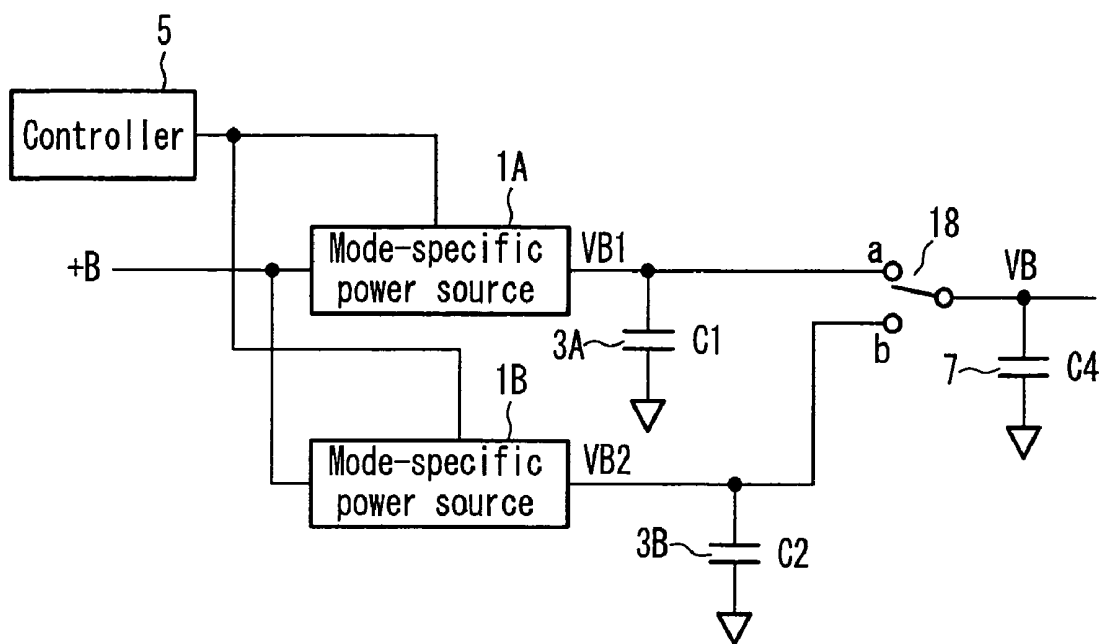 5
Controller
1A
Mode-specific
power source
VB1
+B
a
18
VB
3A
C1
b
7
C4
1B
Mode-specific
power source
VB2
3B
C2